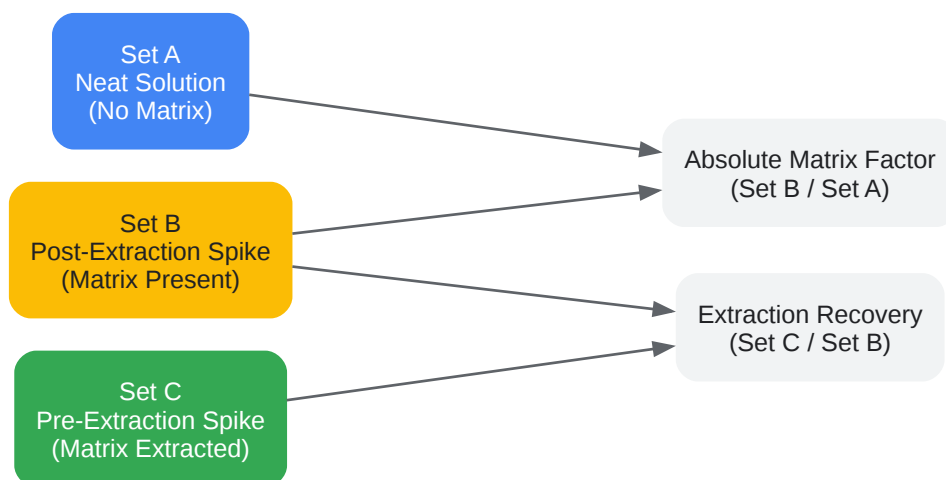 Set A
Neat Solution
(No Matrix)
Absolute Matrix Factor
(Set B / Set A)
Set B
Post-Extraction Spike
(Matrix Present)
Extraction Recovery
(Set C / Set B)
Set C
Pre-Extraction Spike
(Matrix Extracted)